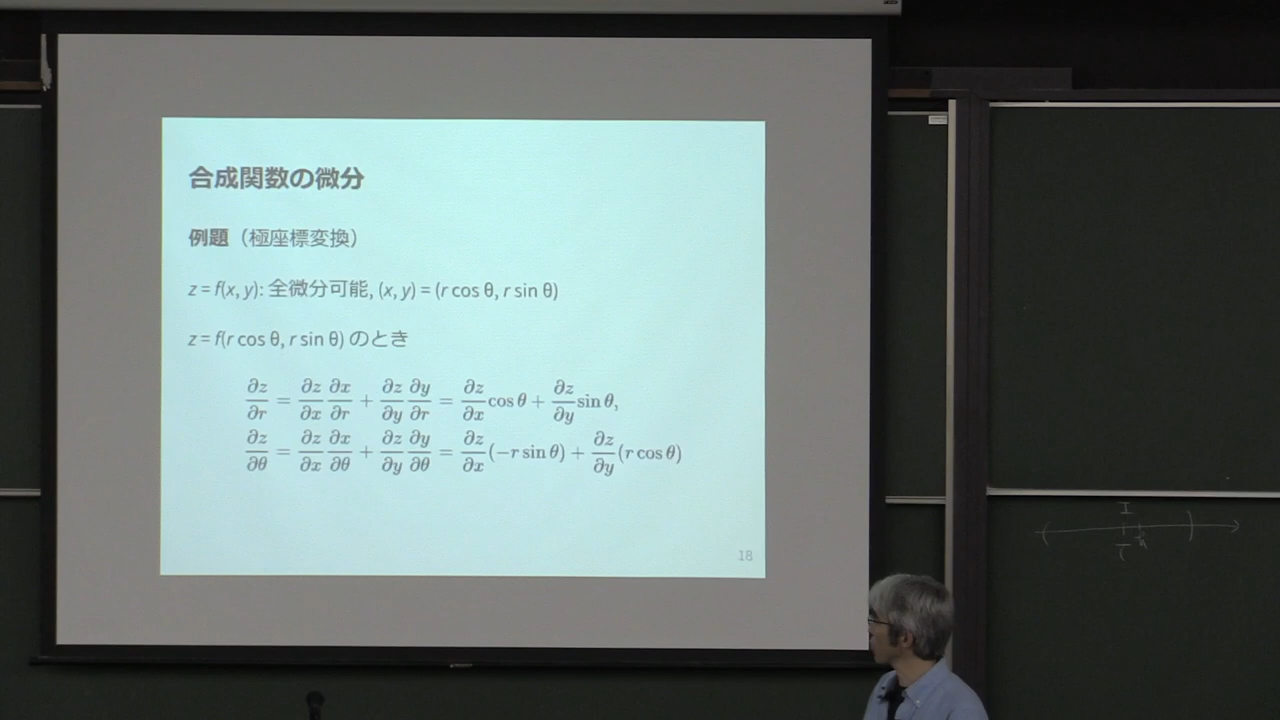 合成関数の微分
例題（極座標変換）
z = f(x, y): 全微分可能, (x, y) = (r cos θ, r sin θ)
z = f(r cos θ, r sin θ) のとき
∂z/∂r = ∂z/∂x ∂x/∂r + ∂z/∂y ∂y/∂r = ∂z/∂x cos θ + ∂z/∂y sin θ,
∂z/∂θ = ∂z/∂x ∂x/∂θ + ∂z/∂y ∂y/∂θ = ∂z/∂x (−r sin θ) + ∂z/∂y (r cos θ)
18
I